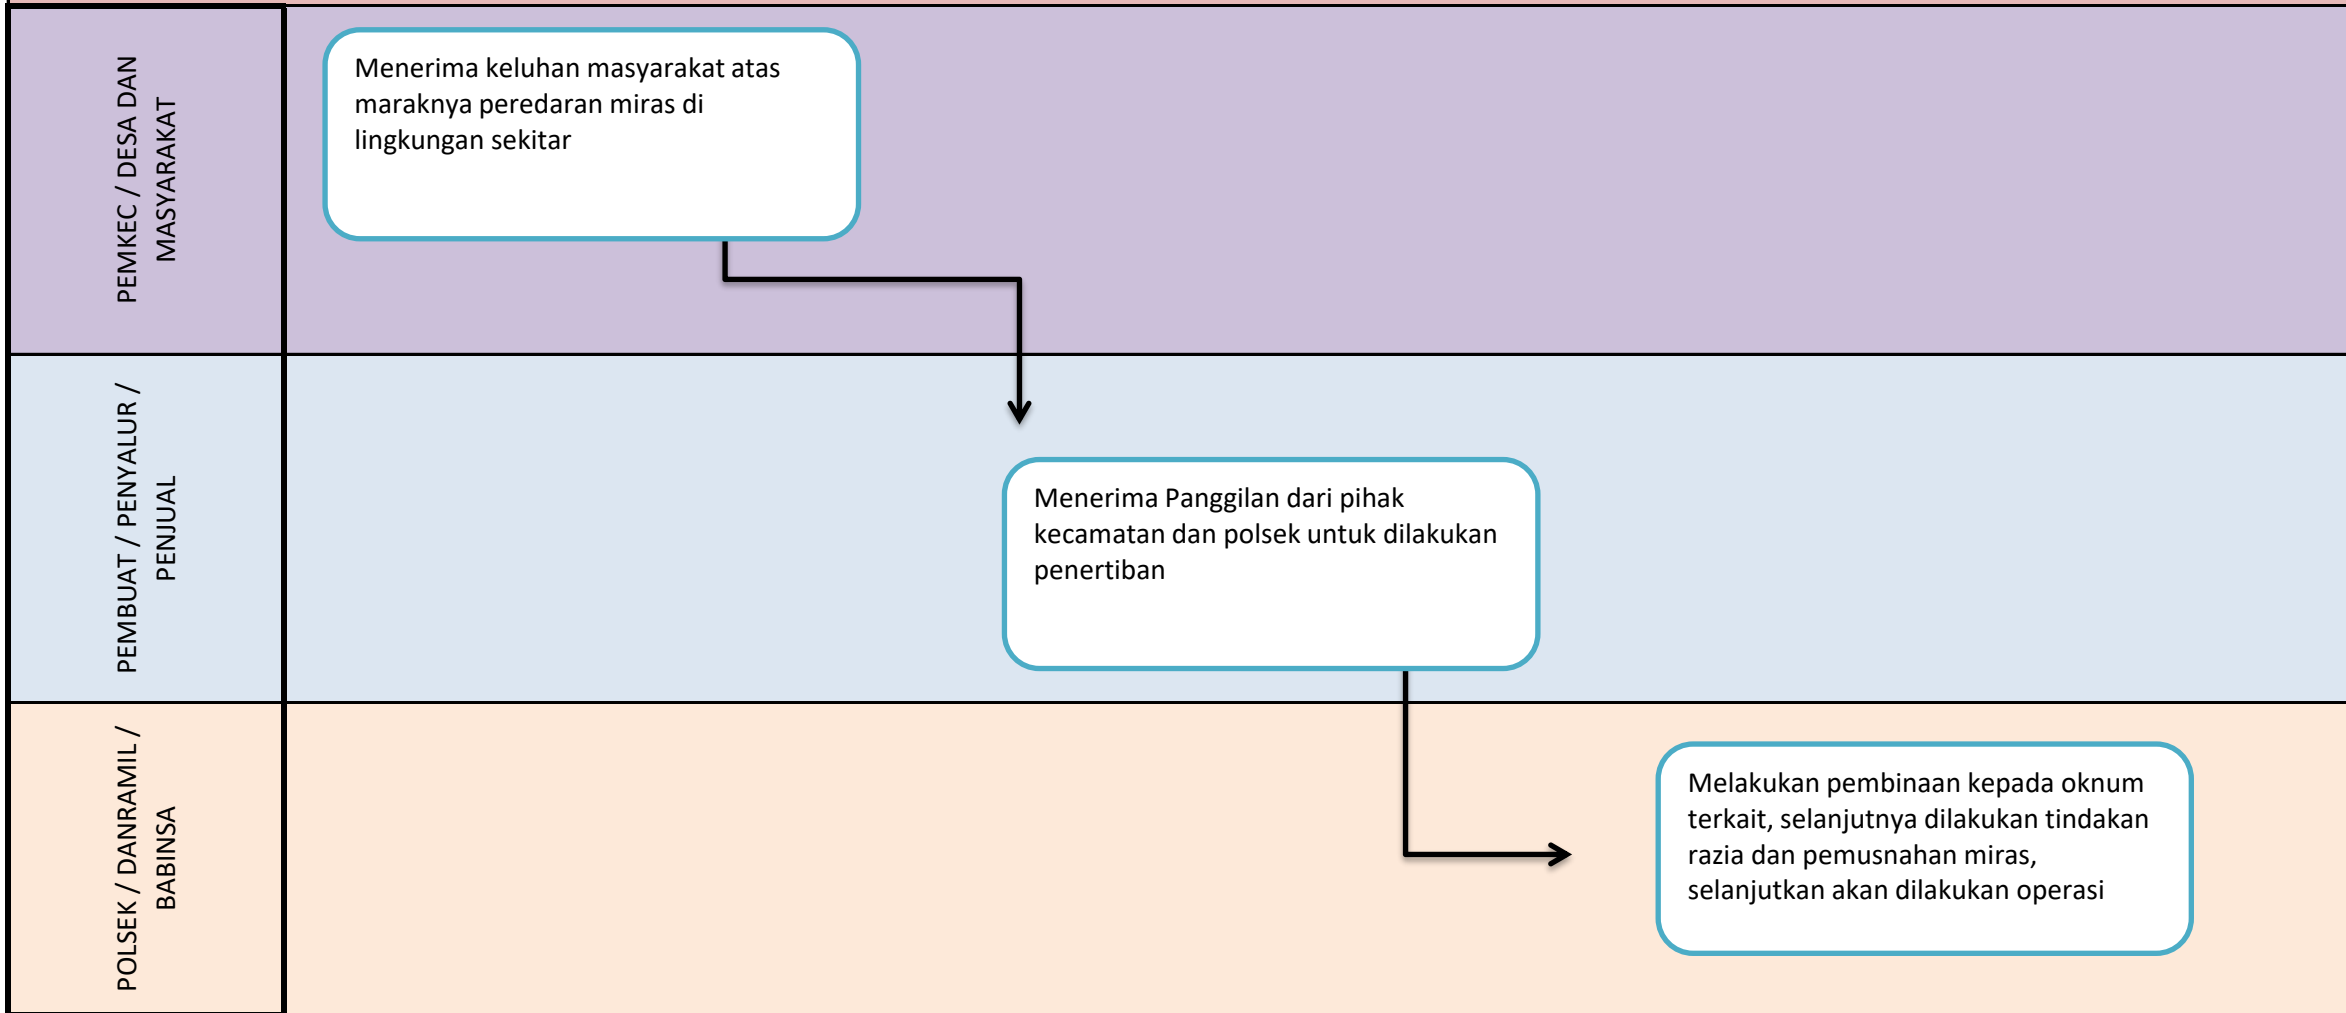 PEMKEC / DESA DAN
MASYARAKAT
Menerima keluhan masyarakat atas
maraknya peredaran miras di
lingkungan sekitar
PEMBUAT / PENYALUR /
PENJUAL
Menerima Panggilan dari pihak
kecamatan dan polsek untuk dilakukan
penertiban
POLSEK / DANRAMIL /
BABINSA
Melakukan pembinaan kepada oknum
terkait, selanjutnya dilakukan tindakan
razia dan pemusnahan miras,
selanjutkan akan dilakukan operasi